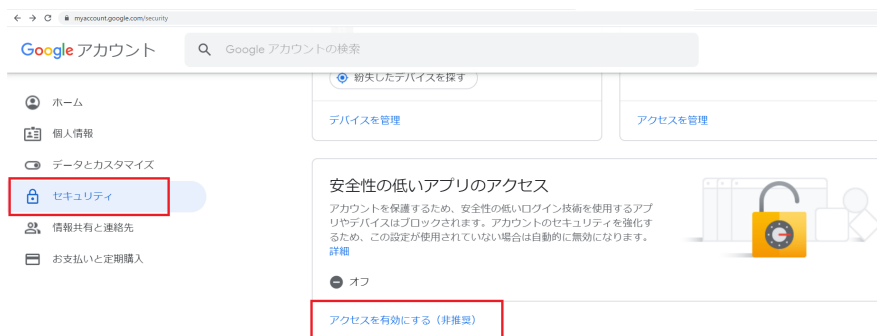 myaccount.google.com/security
Google アカウント
Google アカウントの検索
紛失したデバイスを探す
デバイスを管理
アクセスを管理
ホーム
個人情報
データとカスタマイズ
セキュリティ
情報共有と連絡先
お支払いと定期購入
安全性の低いアプリのアクセス
アカウントを保護するため、安全性の低いログイン技術を使用するアプ
リやデバイスはブロックされます。アカウントのセキュリティを強化す
るため、この設定が使用されていない場合は自動的に無効になります。
詳細
オフ
アクセスを有効にする（非推奨）